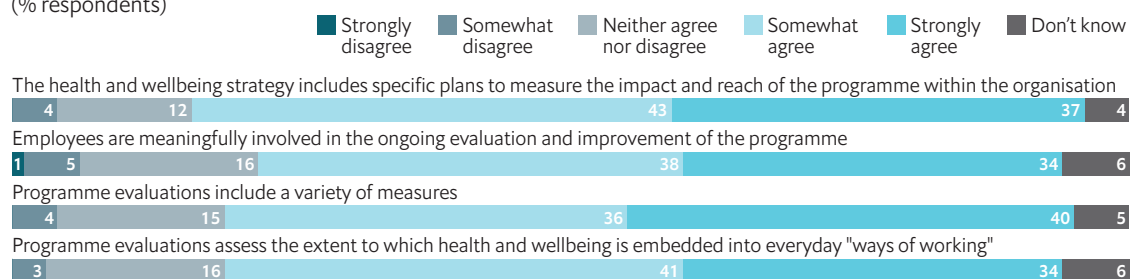 (% respondents)
Strongly disagree
Somewhat disagree
Neither agree nor disagree
Somewhat agree
Strongly agree
Don't know
The health and wellbeing strategy includes specific plans to measure the impact and reach of the programme within the organisation
4 12 43 37 4
Employees are meaningfully involved in the ongoing evaluation and improvement of the programme
1 5 16 38 34 6
Programme evaluations include a variety of measures
4 15 36 40 5
Programme evaluations assess the extent to which health and wellbeing is embedded into everyday "ways of working"
3 16 41 34 6